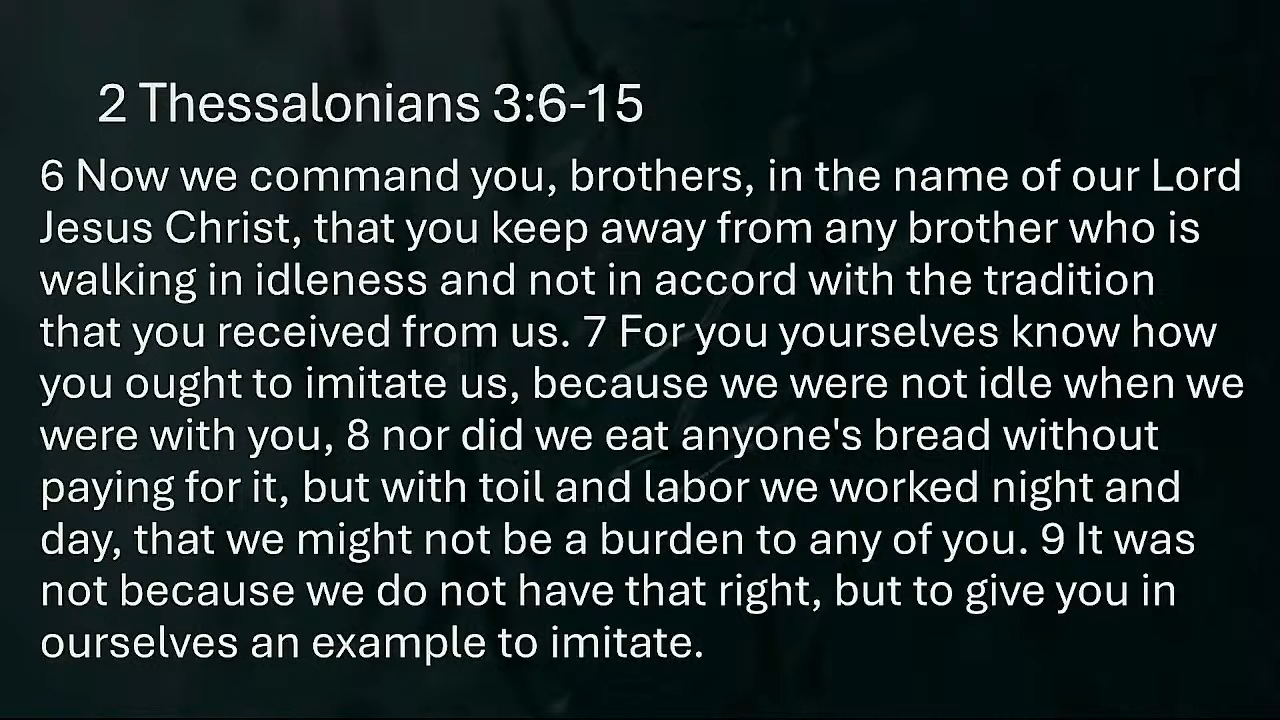 2 Thessalonians 3:6-15
6 Now we command you, brothers, in the name of our Lord
Jesus Christ, that you keep away from any brother who is
walking in idleness and not in accord with the tradition
that you received from us. 7 For you yourselves know how
you ought to imitate us, because we were not idle when we
were with you, 8 nor did we eat anyone's bread without
paying for it, but with toil and labor we worked night and
day, that we might not be a burden to any of you. 9 It was
not because we do not have that right, but to give you in
ourselves an example to imitate.